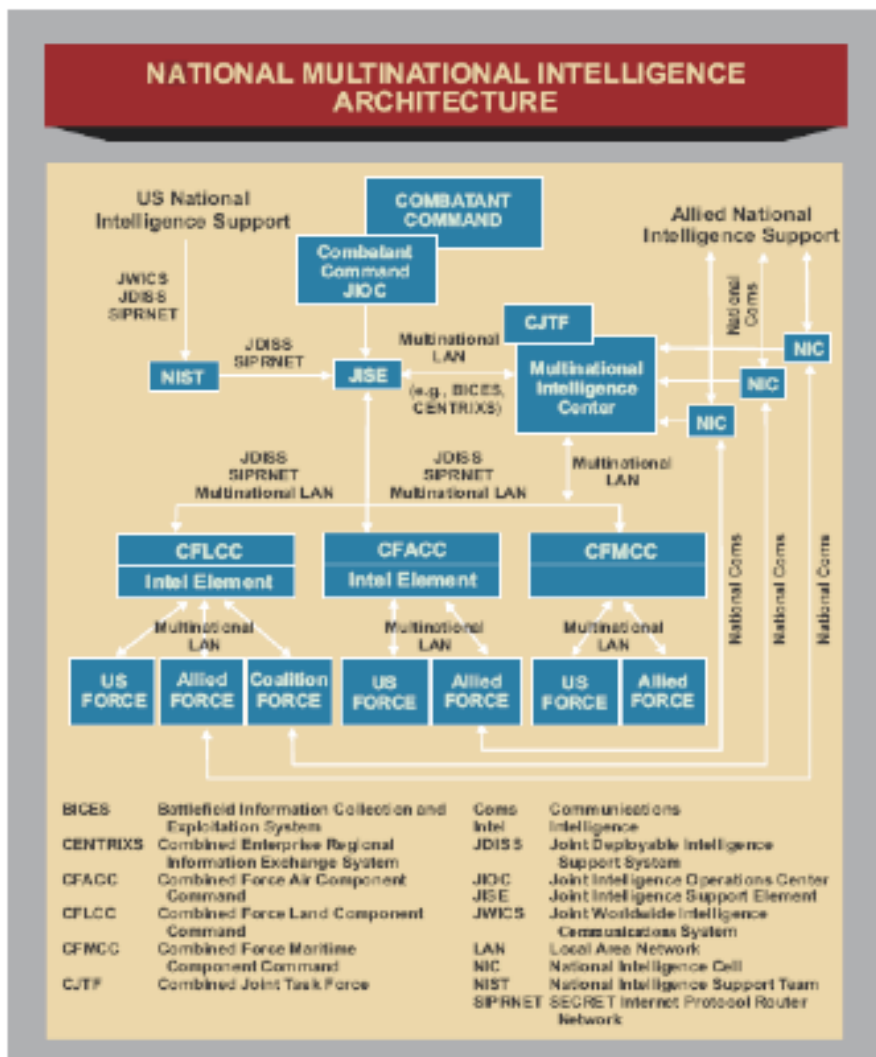 NATIONAL MULTINATIONAL INTELLIGENCE
ARCHITECTURE
US National
Intelligence Support
COMBATANT
COMMAND
Combatant
Command
JIOC
Allied National
Intelligence Support
JWICS
JDISS
SIPRNET
National
Coms
CJTF
JDISS
SIPRNET
Multinational
LAN
NIC
NIST
JISE
Multinational
Intelligence
Center
NIC
(e.g., BICES,
CENTRIXS)
NIC
JDISS
SIPRNET
Multinational LAN
JDISS
SIPRNET
Multinational LAN
Multinational
LAN
CFLCC
Intel Element
CFACC
Intel Element
CFMCC
National Coms
National Coms
National Coms
Multinational
LAN
Multinational
LAN
Multinational
LAN
US
FORCE
Allied
FORCE
Coalition
FORCE
US
FORCE
Allied
FORCE
US
FORCE
Allied
FORCE
BICES Battlefield Information Collection and
Exploitation System
CENTRIXS Combined Enterprise Regional
Information Exchange System
CFACC Combined Force Air Component
Command
CFLCC Combined Force Land Component
Command
CFMCC Combined Force Maritime
Component Command
CJTF Combined Joint Task Force
Coms Communications
Intel Intelligence
JDISS Joint Deployable Intelligence
Support System
JIOC Joint Intelligence Operations Center
JISE Joint Intelligence Support Element
JWICS Joint Worldwide Intelligence
Communications System
LAN Local Area Network
NIC National Intelligence Cell
NIST National Intelligence Support Team
SIPRNET SECRET Internet Protocol Router
Network